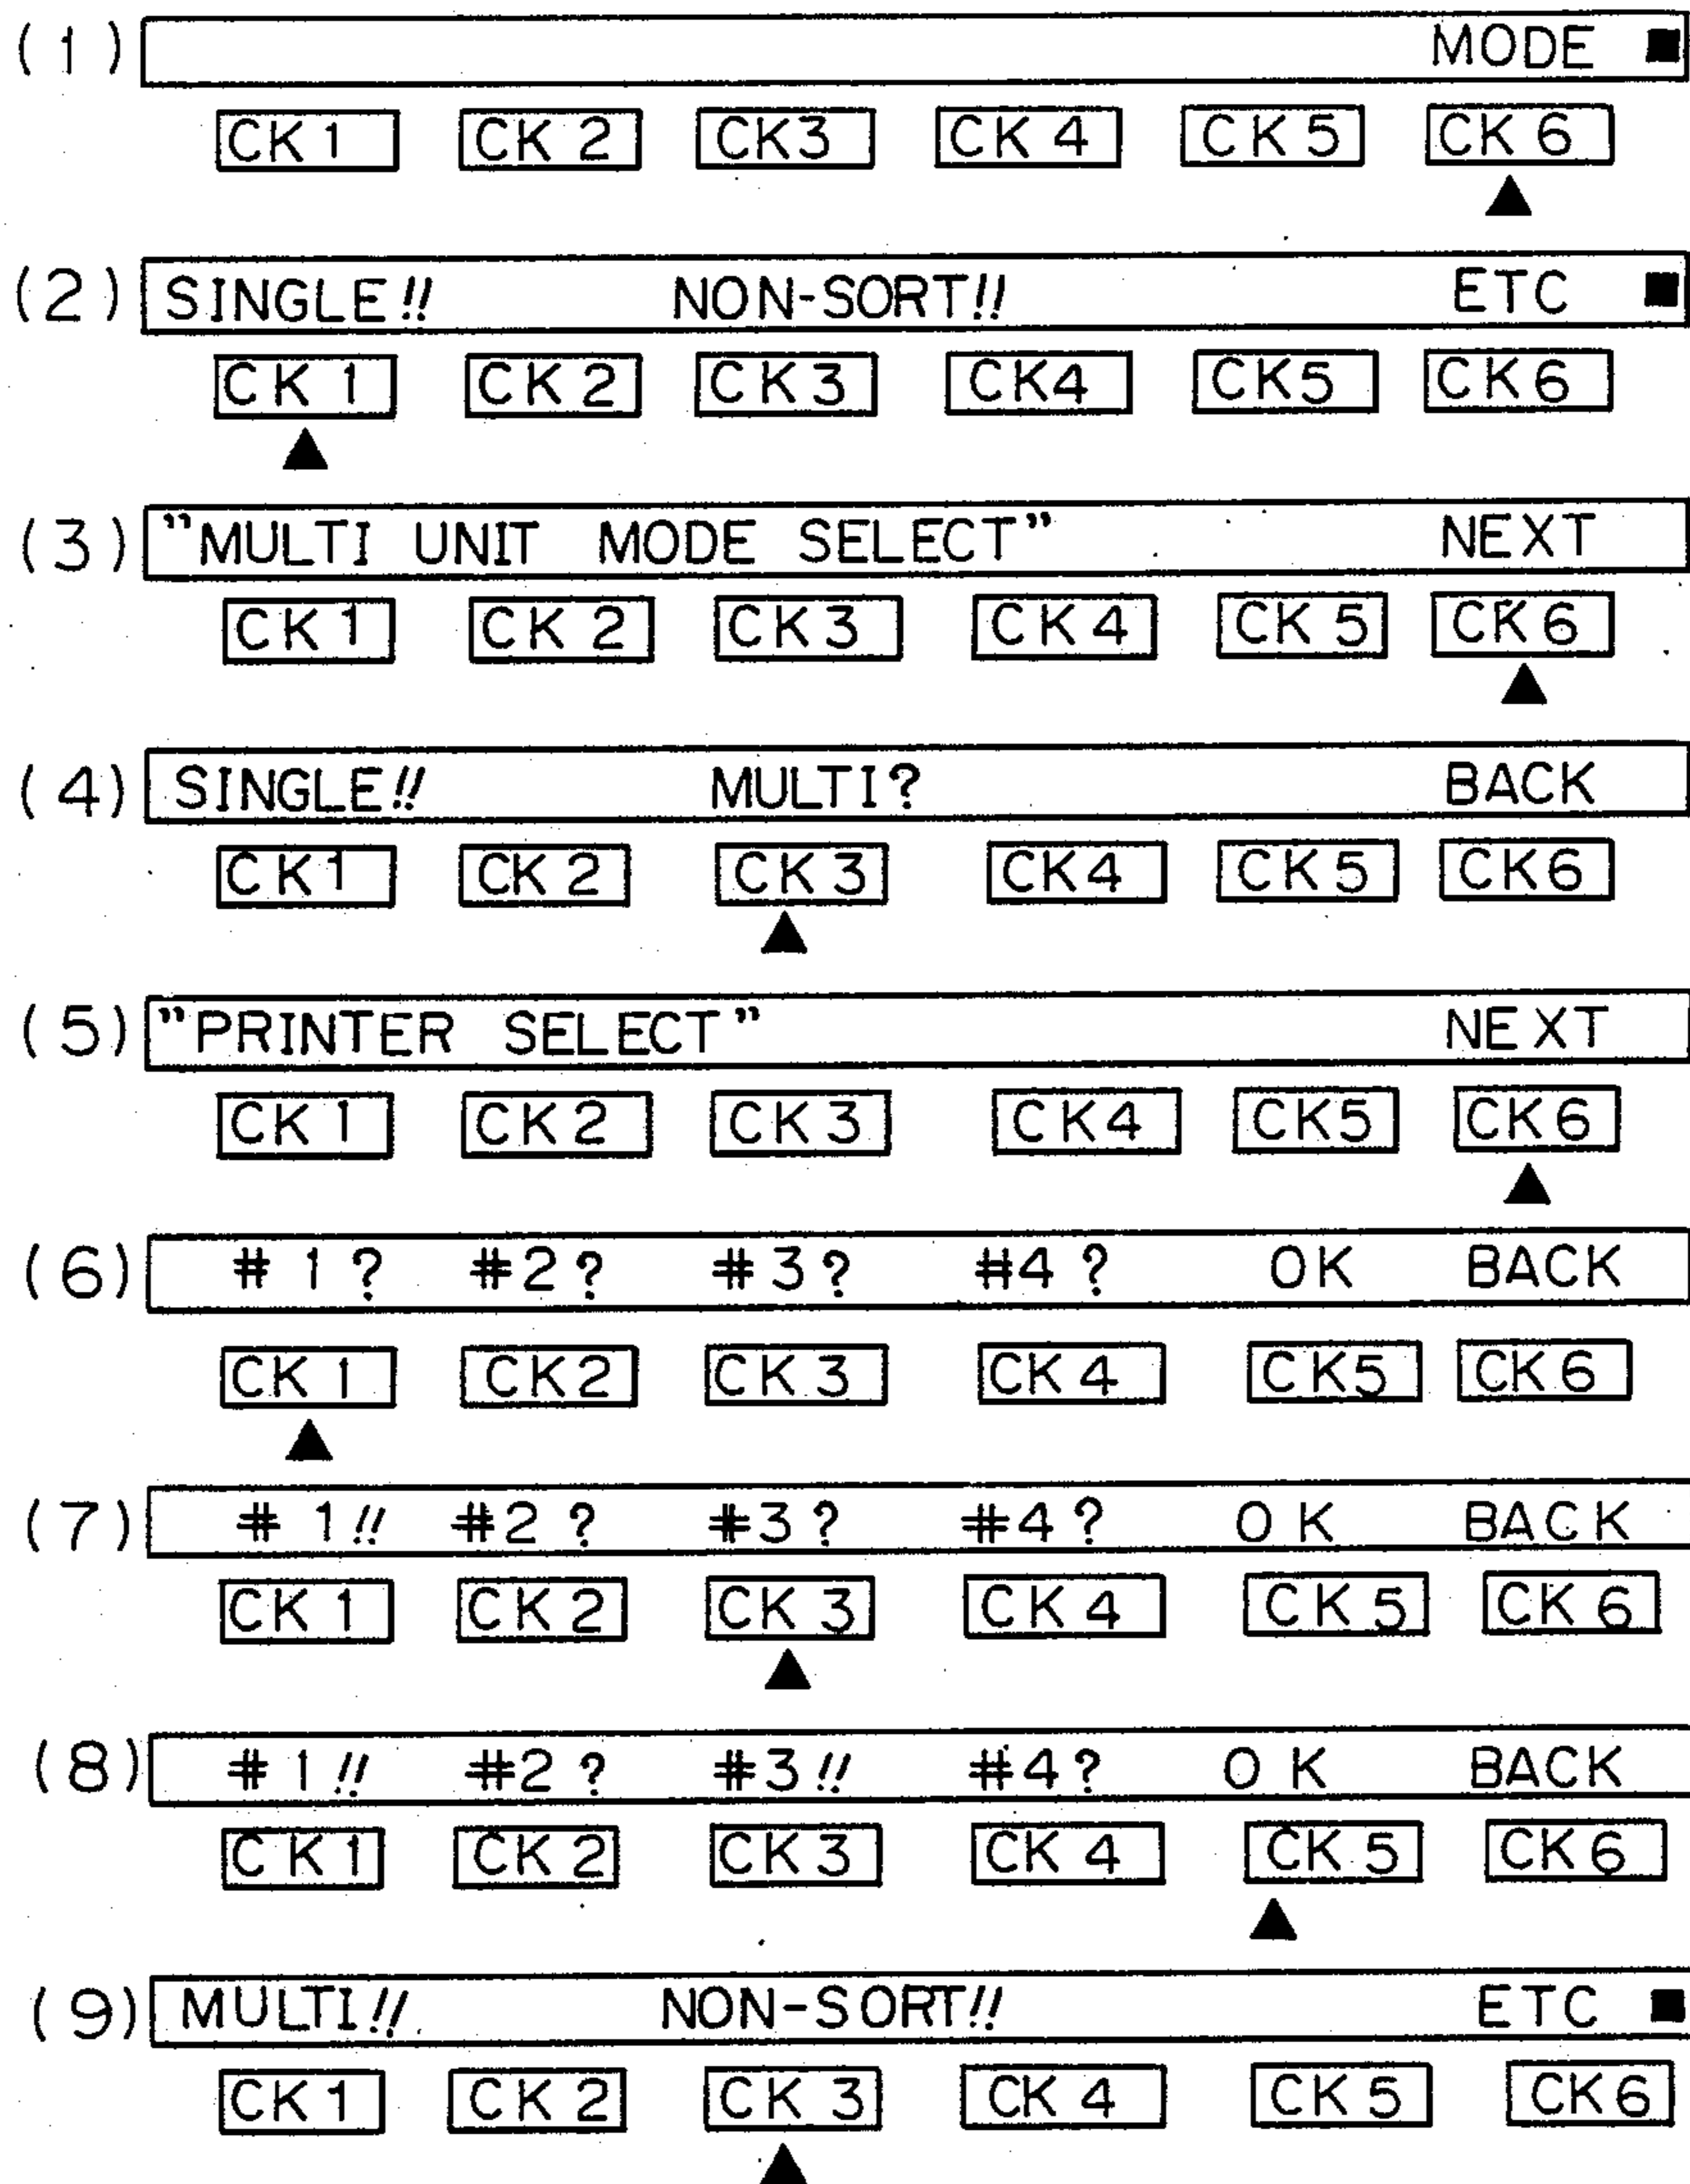 (1) MODE ■
CK1 CK2 CK3 CK4 CK5 CK6
▲
(2) SINGLE!! NON-SORT!! ETC ■
CK1 CK2 CK3 CK4 CK5 CK6
▲
(3) "MULTI UNIT MODE SELECT" NEXT
CK1 CK2 CK3 CK4 CK5 CK6
▲
(4) SINGLE!! MULTI? BACK
CK1 CK2 CK3 CK4 CK5 CK6
▲
(5) "PRINTER SELECT" NEXT
CK1 CK2 CK3 CK4 CK5 CK6
▲
(6) #1? #2? #3? #4? OK BACK
CK1 CK2 CK3 CK4 CK5 CK6
▲
(7) #1!! #2? #3? #4? OK BACK
CK1 CK2 CK3 CK4 CK5 CK6
▲
(8) #1!! #2? #3!! #4? OK BACK
CK1 CK2 CK3 CK4 CK5 CK6
▲
(9) MULTI!! NON-SORT!! ETC ■
CK1 CK2 CK3 CK4 CK5 CK6
▲